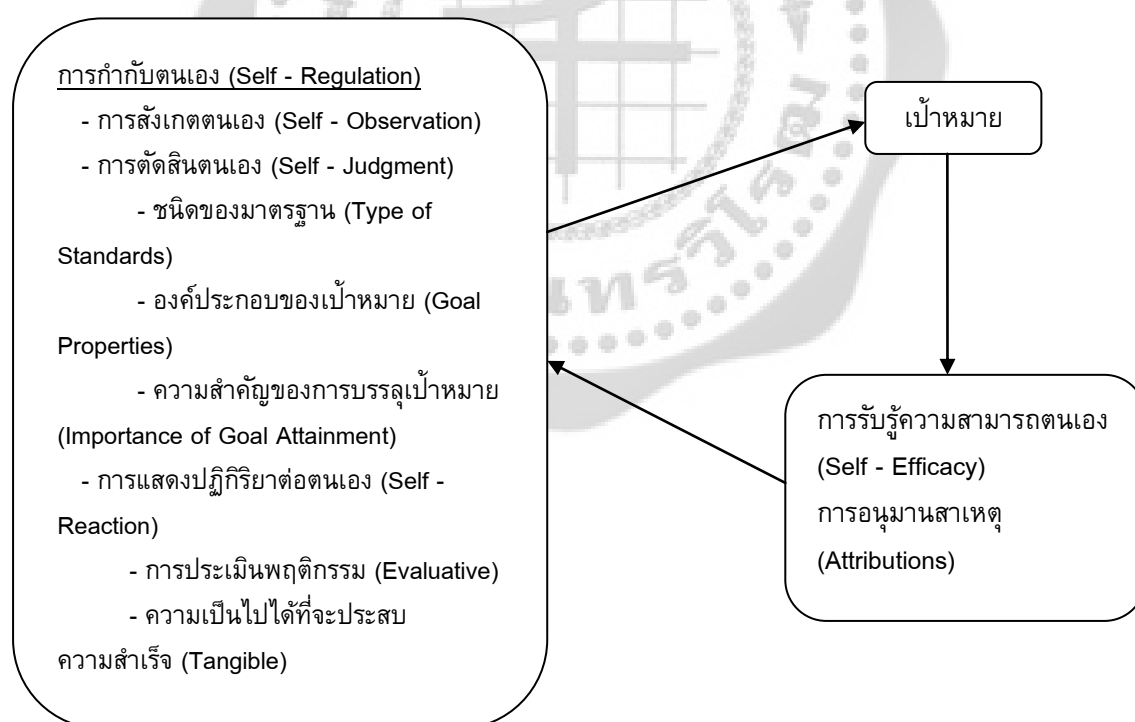 การกำกับตนเอง (Self - Regulation)
- การสังเกตตนเอง (Self - Observation)
- การตัดสินตนเอง (Self - Judgment)
- ชนิดของมาตรฐาน (Type of
Standards)
- องค์ประกอบของเป้าหมาย (Goal
Properties)
- ความสำคัญของการบรรลุเป้าหมาย
(Importance of Goal Attainment)
- การแสดงปฏิกิริยาต่อตนเอง (Self -
Reaction)
- การประเมินพฤติกรรม (Evaluative)
- ความเป็นไปได้ที่จะประสบ
ความสำเร็จ (Tangible)
เป้าหมาย
การรับรู้ความสามารถตนเอง
(Self - Efficacy)
การอนุมานสาเหตุ
(Attributions)